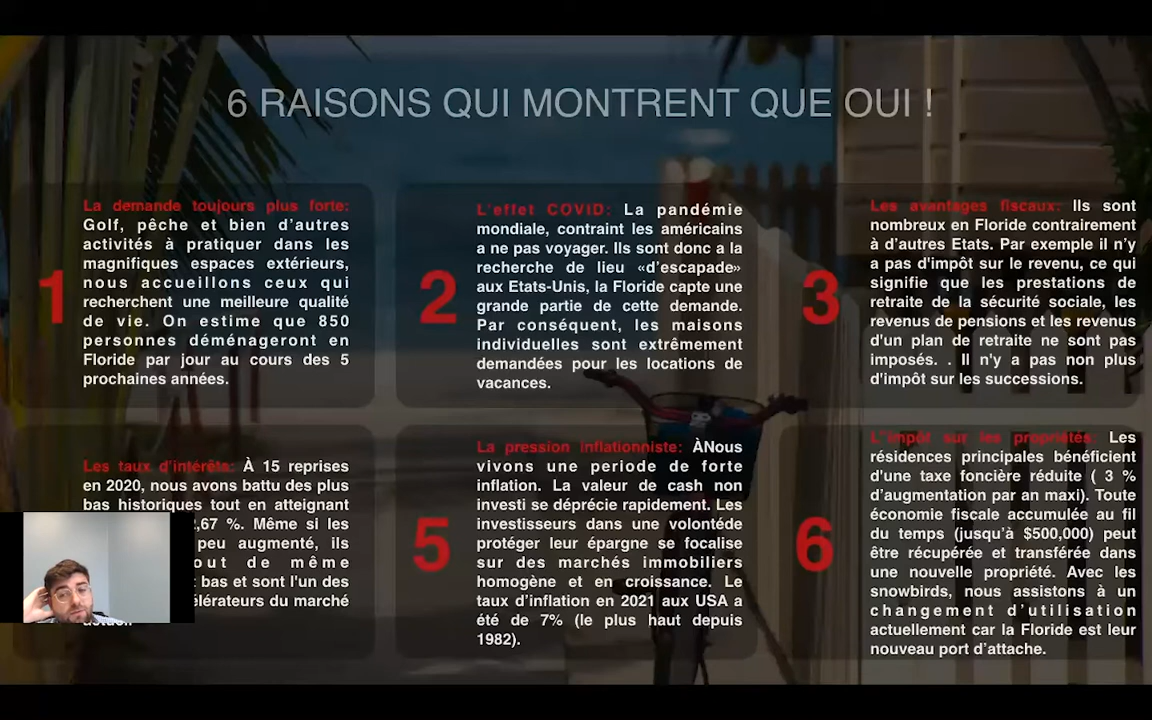 6 RAISONS QUI MONTRENT QUE OUI !
1
La demande toujours plus forte:
Golf, pêche et bien d'autres
activités à pratiquer dans les
magnifiques espaces extérieurs,
nous accueillons ceux qui
recherchent une meilleure qualité
de vie. On estime que 850
personnes déménageront en
Floride par jour au cours des 5
prochaines années.
2
L'effet COVID: La pandémie
mondiale, contraint les américains
a ne pas voyager. Ils sont donc a la
recherche de lieu «d'escapade»
aux Etats-Unis, la Floride capte une
grande partie de cette demande.
Par conséquent, les maisons
individuelles sont extrêmement
demandées pour les locations de
vacances.
3
Les avantages fiscaux: Ils sont
nombreux en Floride contrairement
à d'autres Etats. Par exemple il n'y
a pas d'impôt sur le revenu, ce qui
signifie que les prestations de
retraite de la sécurité sociale, les
revenus de pensions et les revenus
d'un plan de retraite ne sont pas
imposés. . Il n'y a pas non plus
d'impôt sur les successions.
Les taux d'intérêts: À 15 reprises
en 2020, nous avons battu des plus
bas historiques tout en atteignant
,67 %. Même si les
peu augmenté, ils
out de même
bas et sont l'un des
élérateurs du marché
5
La pression inflationniste: ÀNous
vivons une periode de forte
inflation. La valeur de cash non
investi se déprécie rapidement. Les
investisseurs dans une volontéde
protéger leur épargne se focalise
sur des marchés immobiliers
homogène et en croissance. Le
taux d'inflation en 2021 aux USA a
été de 7% (le plus haut depuis
1982).
6
L''impôt sur les propriétés: Les
résidences principales bénéficient
d'une taxe foncière réduite ( 3 %
d'augmentation par an maxi). Toute
économie fiscale accumulée au fil
du temps (jusqu'à $500,000) peut
être récupérée et transférée dans
une nouvelle propriété. Avec les
snowbirds, nous assistons à un
changement d'utilisation
actuellement car la Floride est leur
nouveau port d'attache.